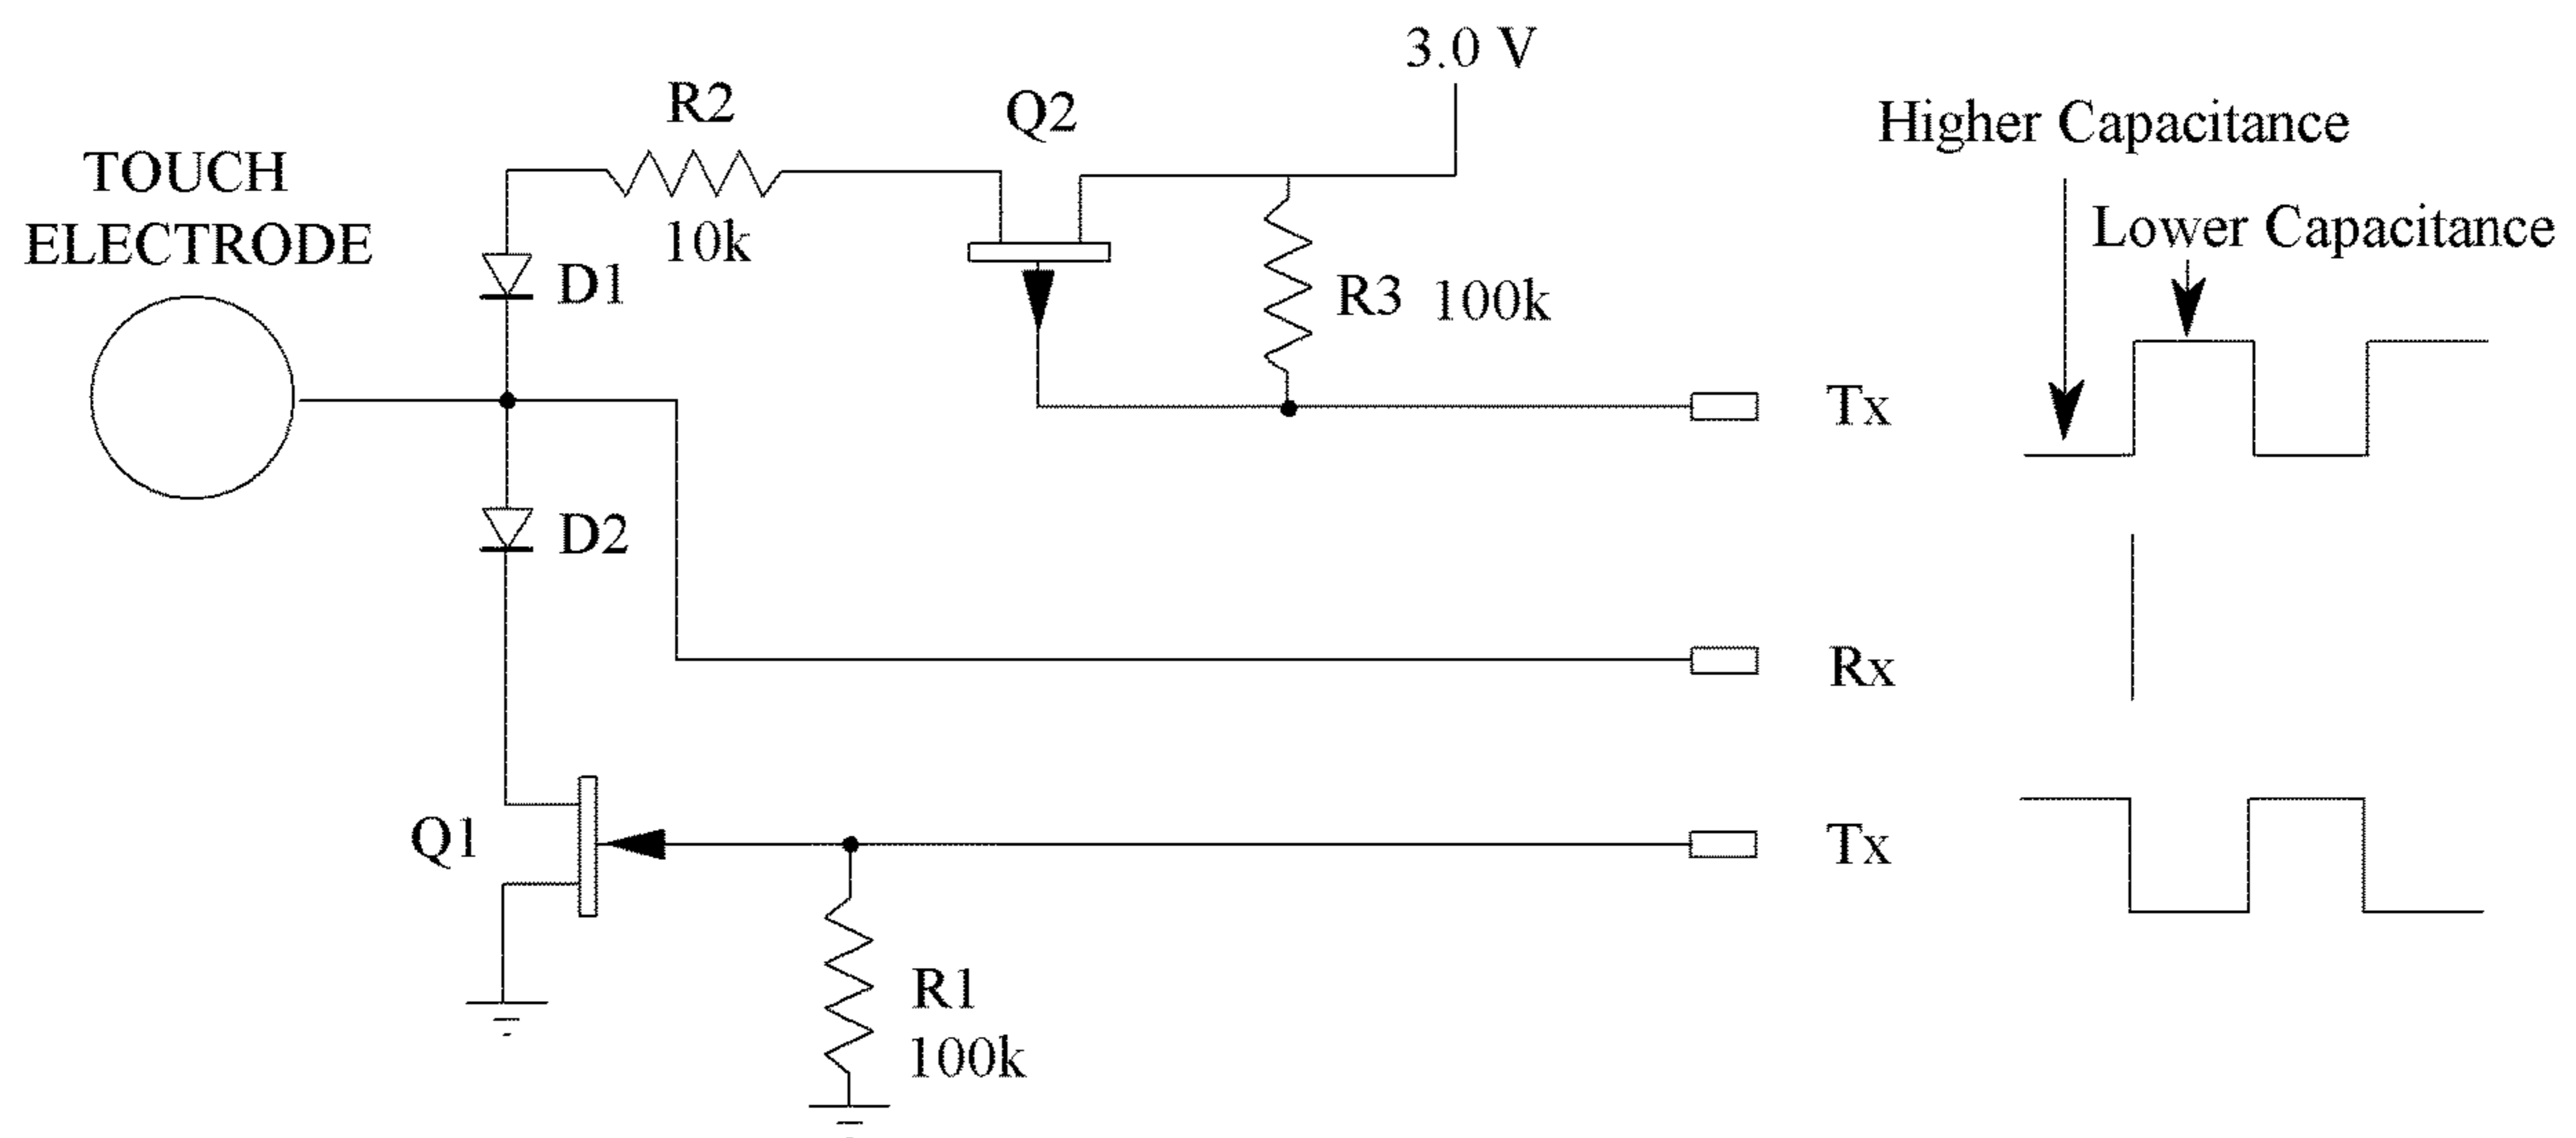 3.0 V
R2
Q2
Higher Capacitance
TOUCH
ELECTRODE
10k
D1
R3 100k
Lower Capacitance
Tx
D2
Rx
Q1
Tx
R1
100k